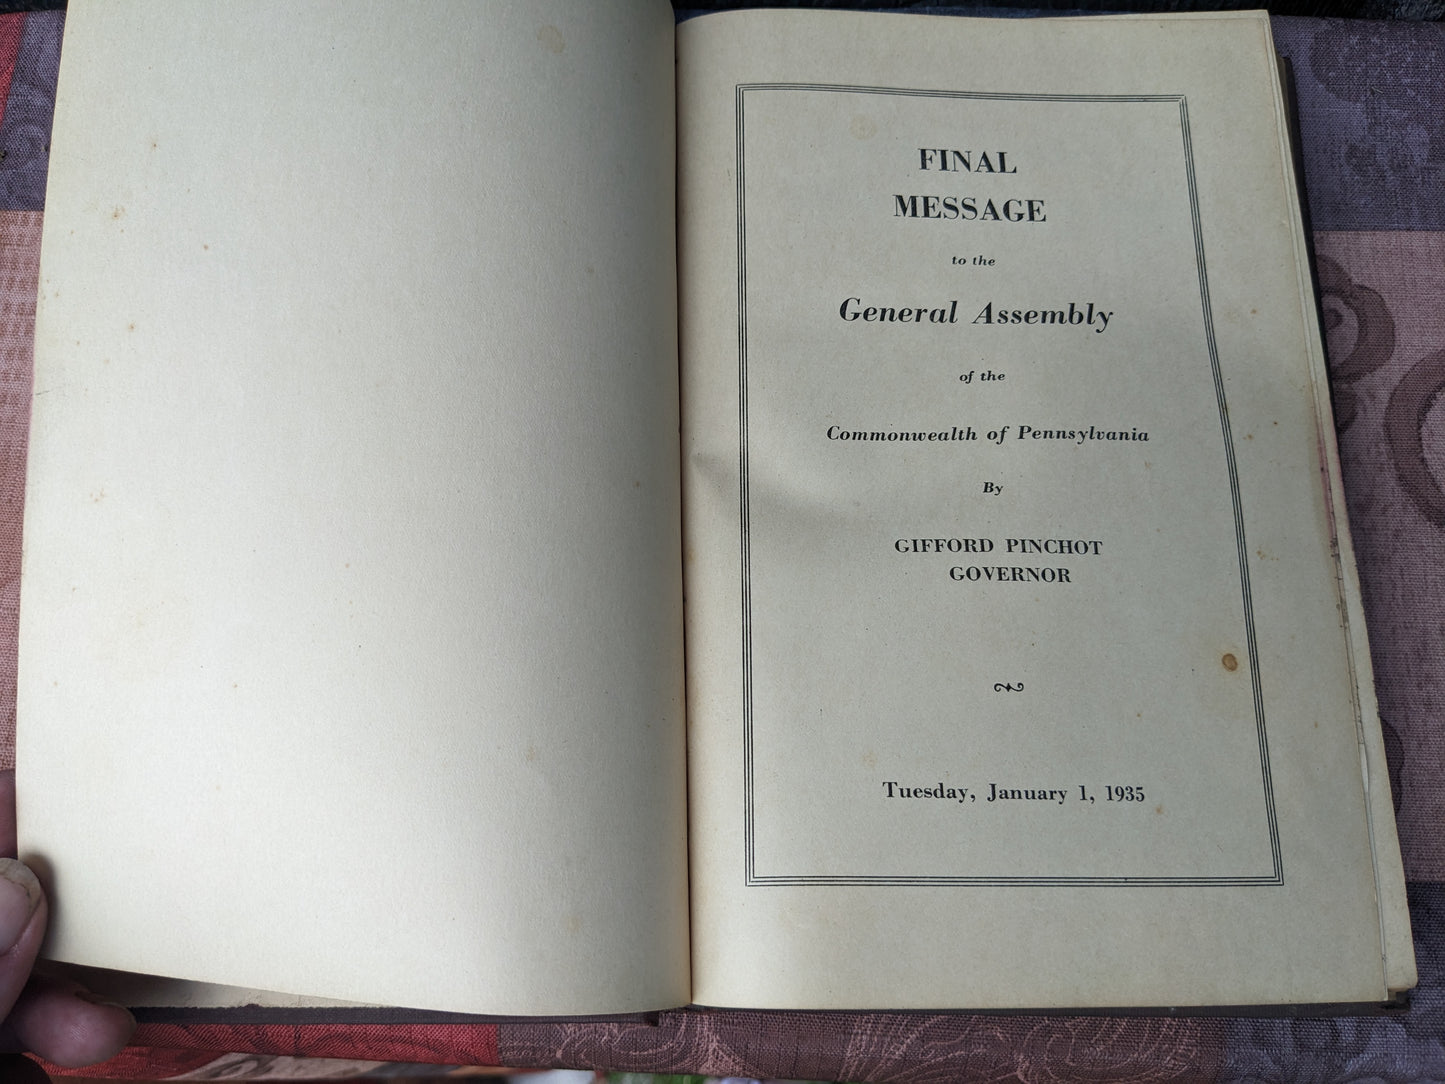 FINAL
MESSAGE
to the
General Assembly
of the
Commonwealth of Pennsylvania
By
GIFFORD PINCHOT
GOVERNOR
Tuesday, January 1, 1935